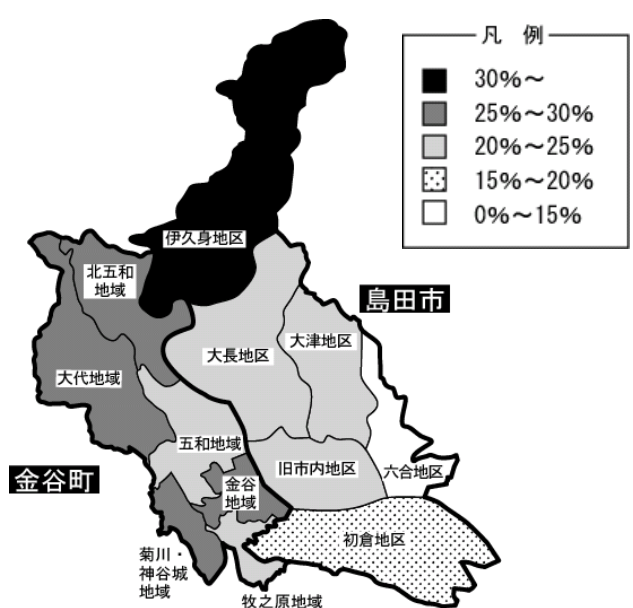 凡 例
30%～
25%～30%
20%～25%
15%～20%
0%～15%
伊久身地区
北五和
地域
島田市
大津地区
大長地区
大代地域
五和地域
旧市内地区
六合地区
金谷町
金谷
地域
初倉地区
菊川・
神谷城
地域
牧之原地域